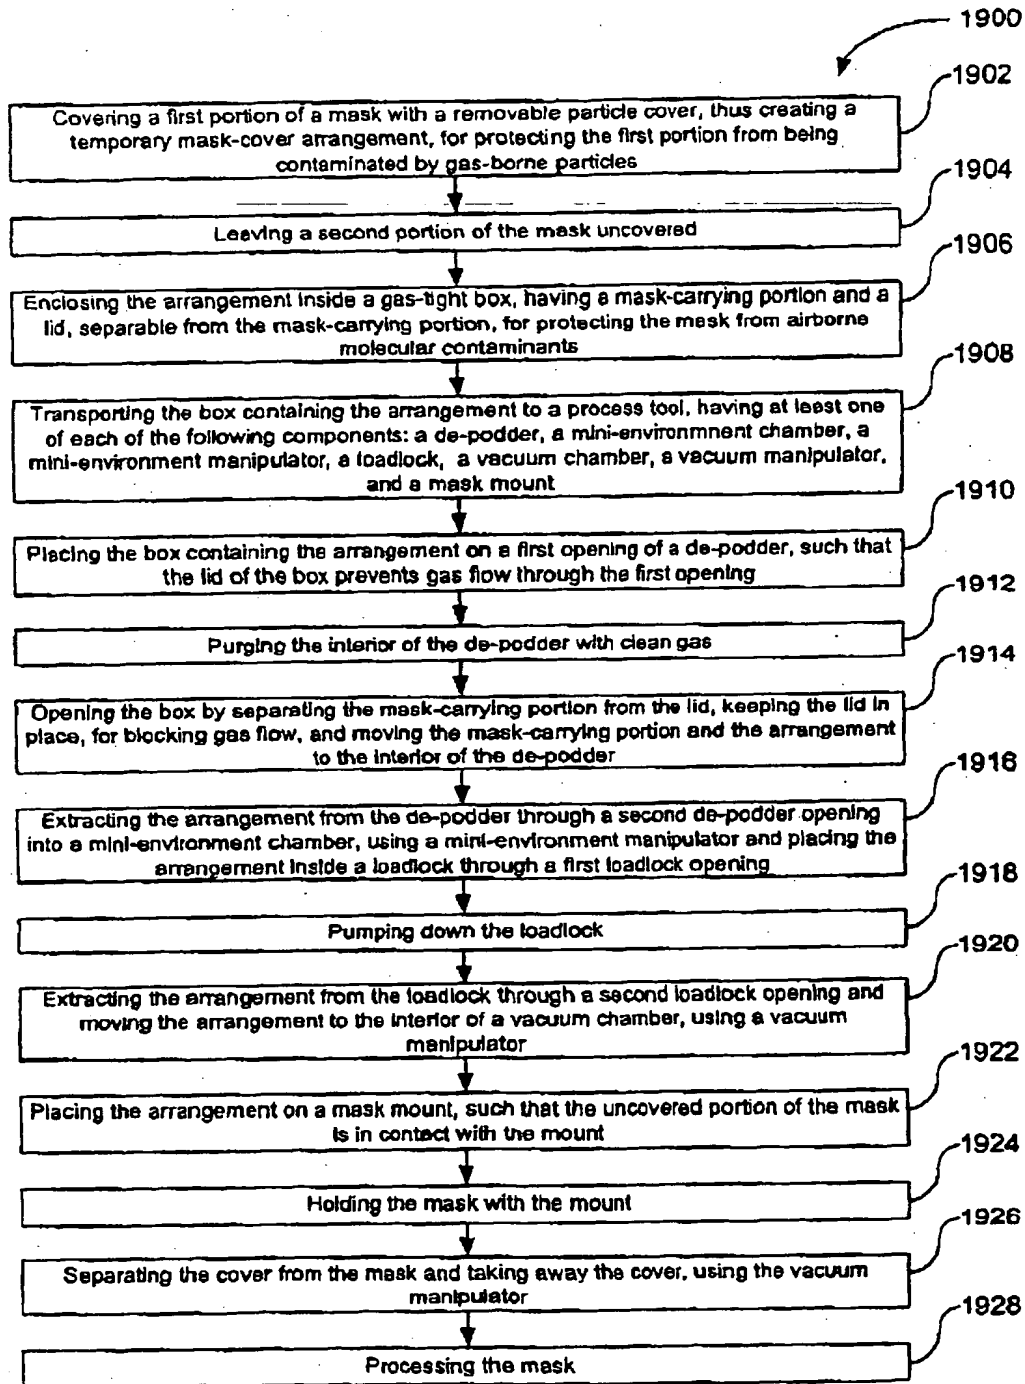 1900
1902
Covering a first portion of a mask with a removable particle cover, thus creating a
temporary mask-cover arrangement, for protecting the first portion from being
contaminated by gas-borne particles
1904
Leaving a second portion of the mask uncovered
1906
Enclosing the arrangement inside a gas-tight box, having a mask-carrying portion and a
lid, separable from the mask-carrying portion, for protecting the mask from airborne
molecular contaminants
1908
Transporting the box containing the arrangement to a process tool, having at least one
of each of the following components: a de-podder, a mini-environmnent chamber, a
mini-environment manipulator, a loadlock, a vacuum chamber, a vacuum manipulator,
and a mask mount
1910
Placing the box containing the arrangement on a first opening of a de-podder, such that
the lid of the box prevents gas flow through the first opening
1912
Purging the interior of the de-podder with clean gas
1914
Opening the box by separating the mask-carrying portion from the lid, keeping the lid in
place, for blocking gas flow, and moving the mask-carrying portion and the arrangement
to the interior of the de-podder
1916
Extracting the arrangement from the de-podder through a second de-podder opening
into a mini-environment chamber, using a mini-environment manipulator and placing the
arrangement inside a loadlock through a first loadlock opening
1918
Pumping down the loadlock
1920
Extracting the arrangement from the loadlock through a second loadlock opening and
moving the arrangement to the interior of a vacuum chamber, using a vacuum
manipulator
1922
Placing the arrangement on a mask mount, such that the uncovered portion of the mask
is in contact with the mount
1924
Holding the mask with the mount
1926
Separating the cover from the mask and taking away the cover, using the vacuum
manipulator
1928
Processing the mask